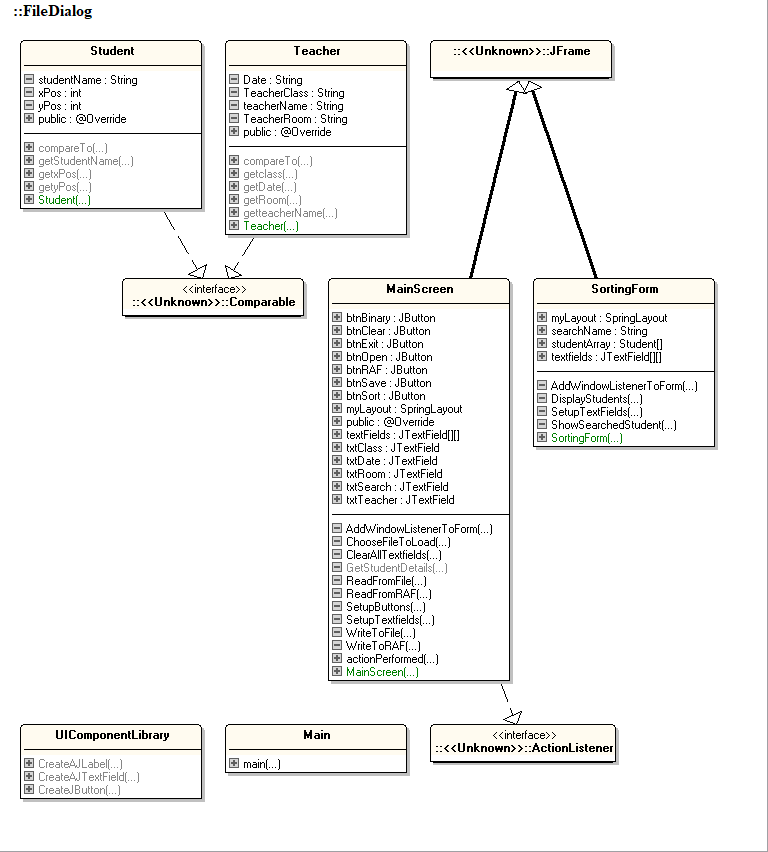 ::FileDialog
Student
studentName : String
xPos : int
yPos : int
public : @Override
compareTo(...)
getStudentName(...)
getxPos(...)
getyPos(...)
Student(...)
Teacher
Date : String
TeacherClass : String
teacherName : String
TeacherRoom : String
public : @Override
compareTo(...)
getclass(...)
getDate(...)
getRoom(...)
getteacherName(...)
Teacher(...)
::<<Unknown>>::JFrame
<<interface>>
::<<Unknown>>::Comparable
MainScreen
btnBinary : JButton
btnClear : JButton
btnExit : JButton
btnOpen : JButton
btnRAF : JButton
btnSave : JButton
btnSort : JButton
myLayout : SpringLayout
public : @Override
textFields : JTextField[][]
txtClass : JTextField
txtDate : JTextField
txtRoom : JTextField
txtSearch : JTextField
txtTeacher : JTextField
AddWindowListenerToForm(...)
ChooseFileToLoad(...)
ClearAllTextfields(...)
GetStudentDetails(...)
ReadFromFile(...)
ReadFromRAF(...)
SetupButtons(...)
SetupTextfields(...)
WriteToFile(...)
WriteToRAF(...)
actionPerformed(...)
MainScreen(...)
SortingForm
myLayout : SpringLayout
searchName : String
studentArray : Student[]
textfields : JTextField[][]
AddWindowListenerToForm(...)
DisplayStudents(...)
SetupTextFields(...)
ShowSearchedStudent(...)
SortingForm(...)
UIComponentLibrary
CreateAJLabel(...)
CreateAJTextField(...)
CreateJButton(...)
Main
main(...)
<<interface>>
::<<Unknown>>::ActionListener